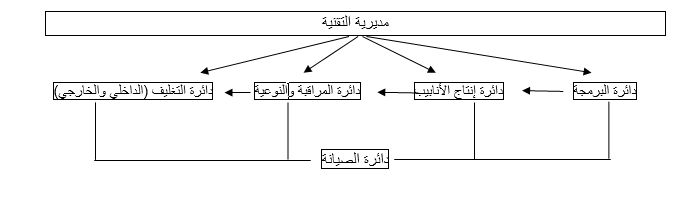 مديرية التقنية
دائرة البرمجة
دائرة إنتاج الأنابيب
دائرة المراقبة والنوعية
دائرة التغليف (الداخلي والخارجي)
دائرة الصيانة